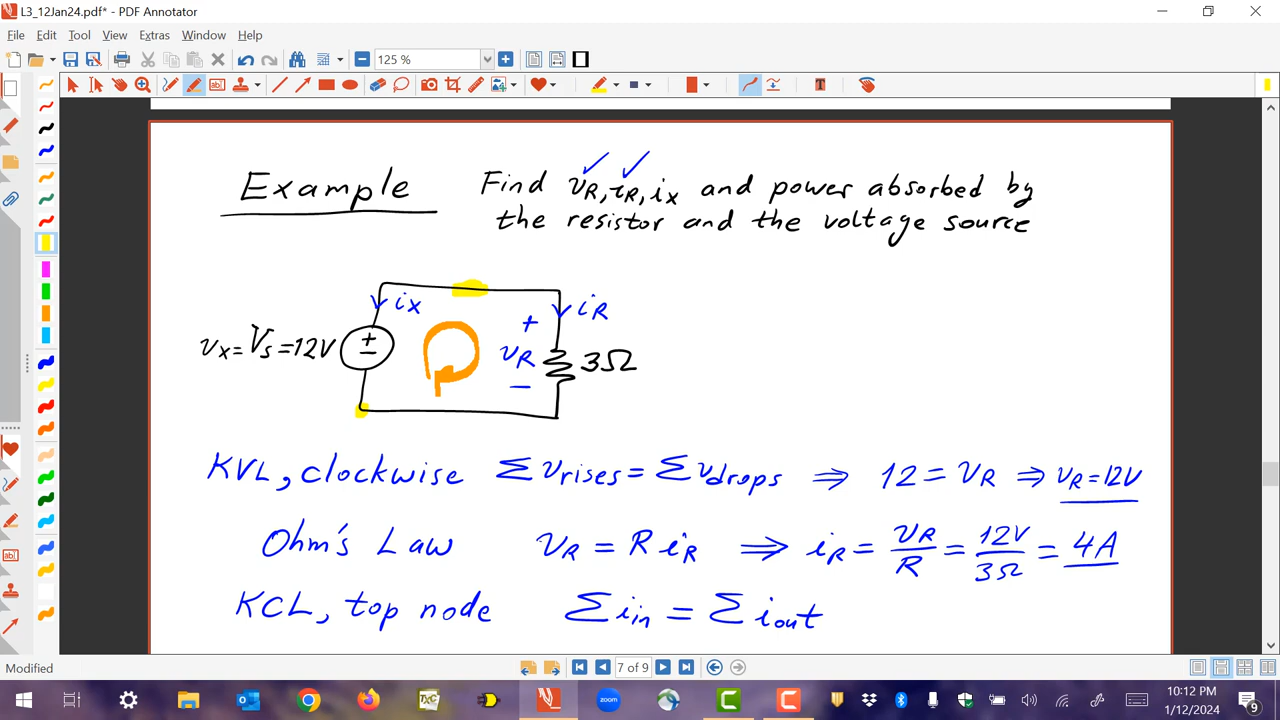 L3_12Jan24.pdf* - PDF Annotator
File Edit Tool View Extras Window Help
125 %
Example Find vR, iR, ix and power absorbed by
the resistor and the voltage source
ix
iR
+
vx = Vs = 12V
+
−
vR
3Ω
−
KVL, clockwise Σ vrises = Σ vdrops ⇒ 12 = vR ⇒ vR = 12V
Ohm's Law vR = R iR ⇒ iR = vR/R = 12V/3Ω = 4A
KCL, top node Σ iin = Σ iout
Modified
7 of 9
10:12 PM
1/12/2024
9